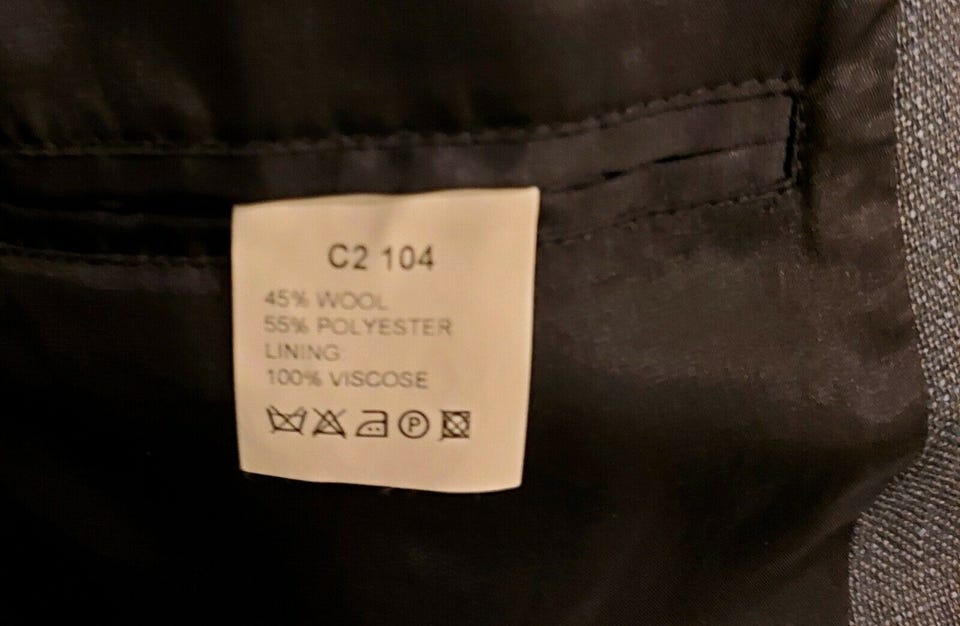 C2 104
45% WOOL
55% POLYESTER
LINING
100% VISCOSE
P